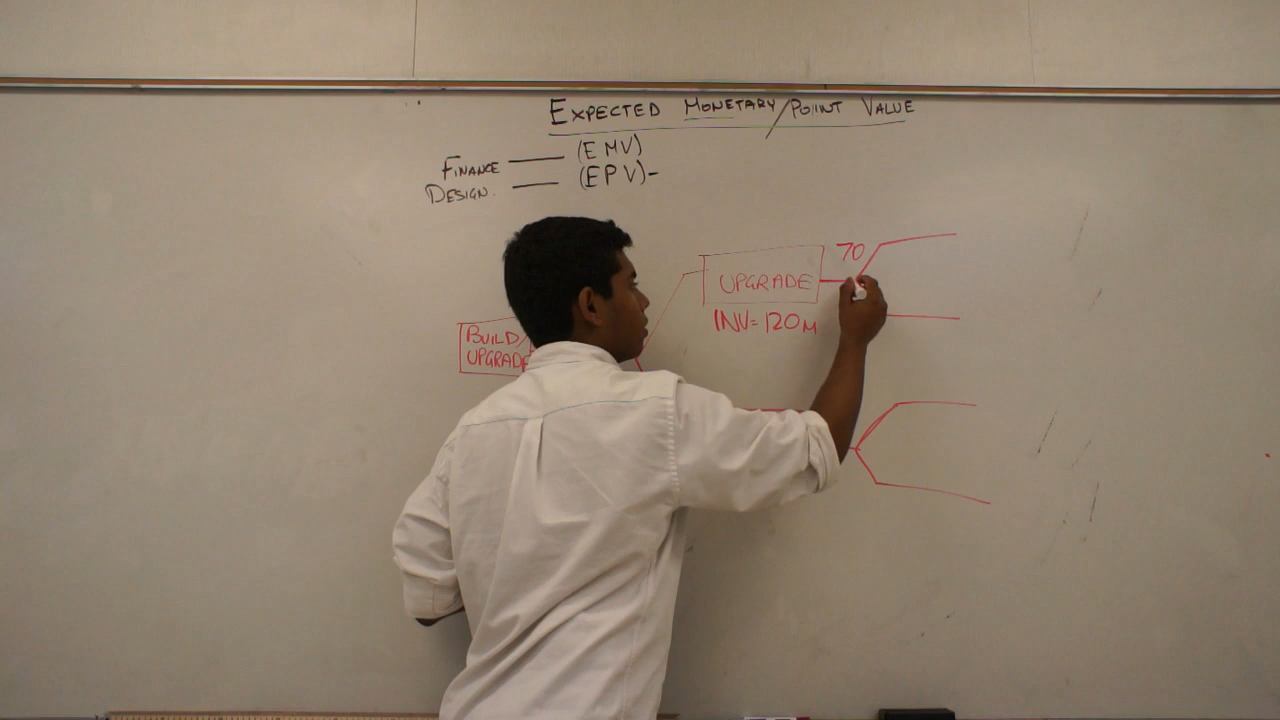 EXPECTED MONETARY/POINT VALUE
FINANCE — (EMV)
DESIGN. — (EPV)-
70
UPGRADE
INV=120M
BUILD/
UPGRADE